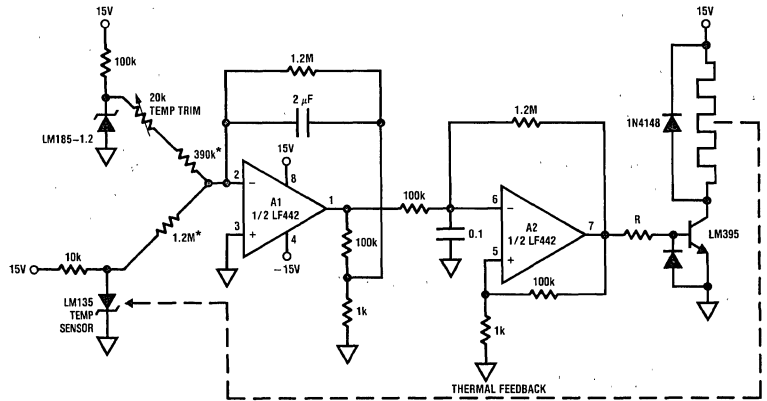 15V
100k
20k
TEMP TRIM
LM185–1.2
390k*
1.2M*
15V
10k
LM135
TEMP
SENSOR
1.2M
2 µF
15V
8
2
–
A1
1/2 LF442
1
3
+
4
–15V
100k
1k
100k
0.1
1.2M
6
–
A2
1/2 LF442
7
5
+
100k
1k
R
15V
1N4148
LM395
THERMAL FEEDBACK